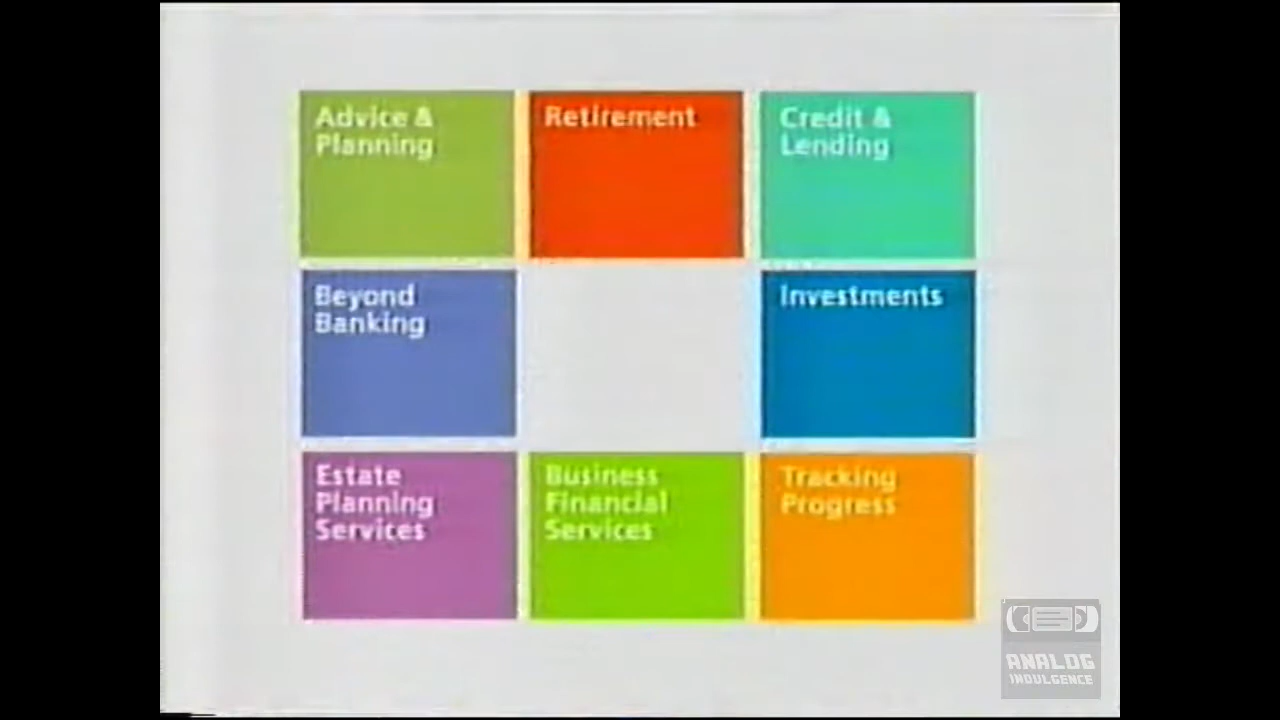 Advice &
Planning
Retirement
Credit &
Lending
Beyond
Banking
Investments
Estate
Planning
Services
Business
Financial
Services
Tracking
Progress
ANALOG
INDULGENCE